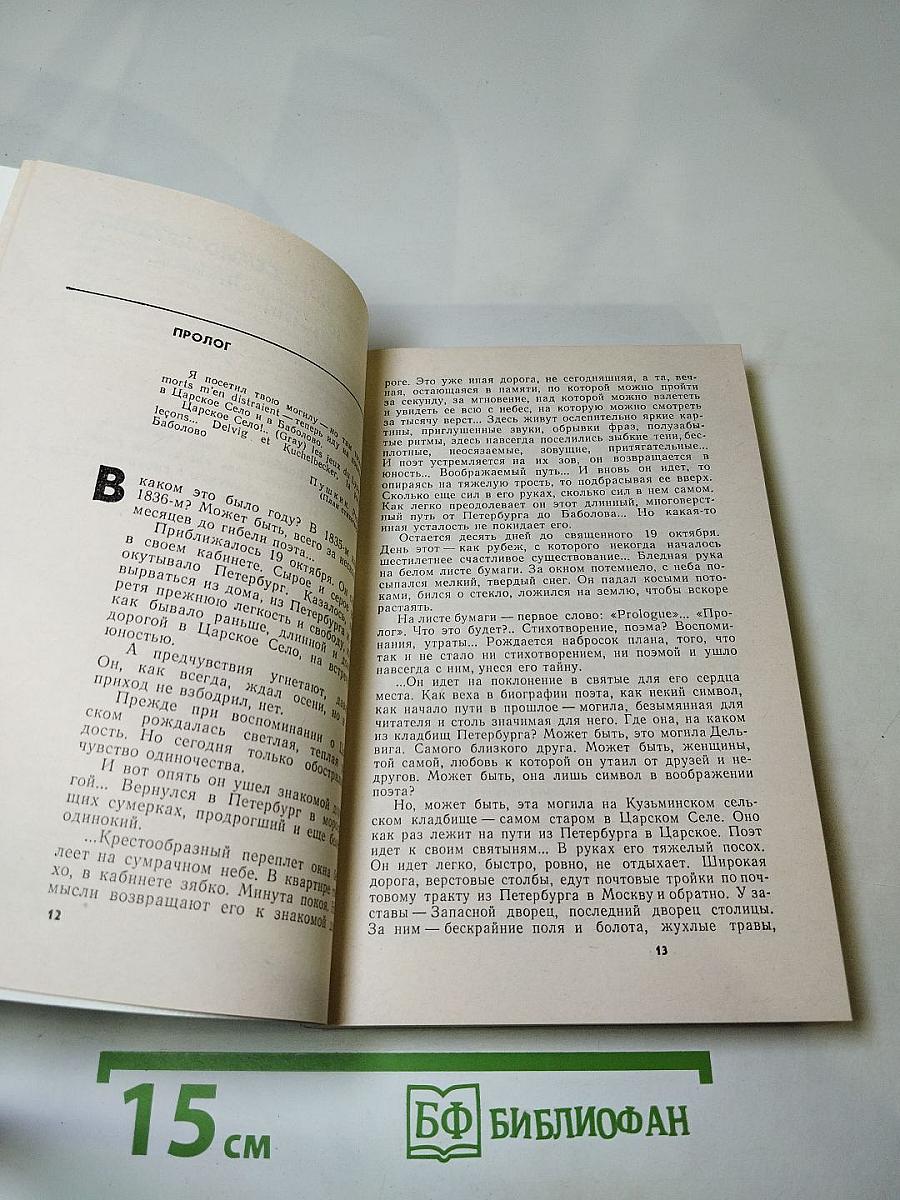 ПРОЛОГ
Я посетил твою могилу — но там
morts m'en distraient — теперь иду на
в Царское Село и в Баболово
Царское Село!.. (Gray) les jeux du
leçons... Delvig et Kuchelbecker,
Баболово
Пушкин.
(план
В каком это было году? В 1835-м
1836-м? Может быть, всего за
месяцев до гибели поэта...
Приближалось 19 октября. Он
в своем кабинете. Сырое и серое
окутывало Петербург. Казалось,
вырваться из дома, из Петербурга,
ретя прежнюю легкость и свободу,
как бывало раньше, длинной и
дорогой в Царское Село, на
юностью.
А предчувствия угнетают,
Он, как всегда, ждал осени, но
приход не взбодрил, нет.
Прежде при воспоминании о
ском рождалась светлая, теплая
дость. Но сегодня только
чувство одиночества.
И вот опять он ушел знакомой
гой... Вернулся в Петербург в
щих сумерках, продрогший и еще
одинокий.
...Крестообразный переплет окна
леет на сумрачном небе. В квартире
хо, в кабинете зябко. Минута покоя.
мысли возвращают его к знакомой
12
роге. Это уже иная дорога, не сегодняшняя, а та, веч-
ная, остающаяся в памяти, по которой можно пройти
за секунду, за мгновение, над которой можно взлететь
и увидеть ее всю с небес, на которую можно смотреть
за тысячу верст... Здесь живут ослепительно яркие кар-
тины, приглушенные звуки, обрывки фраз, полузабы-
тые ритмы, здесь навсегда поселились зыбкие тени, бес-
плотные, неосязаемые, зовущие, притягательные...
И поэт устремляется на их зов, он возвращается в
юность... Воображаемый путь... И вновь он идет, то
опираясь на тяжелую трость, то подбрасывая ее вверх.
Сколько еще сил в его руках, сколько сил в нем самом.
Как легко преодолевает он этот длинный, многоверст-
ный путь от Петербурга до Баболова... Но какая-то
иная усталость не покидает его.
Остается десять дней до священного 19 октября.
День этот — как рубеж, с которого некогда началось
шестилетнее счастливое существование... Бледная рука
на белом листе бумаги. За окном потемнело, с неба по-
сыпался мелкий, твердый снег. Он падал косыми пото-
ками, бился о стекло, ложился на землю, чтобы вскоре
растаять.
На листе бумаги — первое слово: «Prologue»... «Про-
лог». Что это будет?.. Стихотворение, поэма? Воспоми-
нания, утраты... Рождается набросок плана, того, что
так и не стало ни стихотворением, ни поэмой и ушло
навсегда с ним, унеся его тайну.
...Он идет на поклонение в святые для его сердца
места. Как веха в биографии поэта, как некий символ,
как начало пути в прошлое — могила, безымянная для
читателя и столь значимая для него. Где она, на каком
из кладбищ Петербурга? Может быть, это могила Дель-
вига. Самого близкого друга. Может быть, женщины,
той самой, любовь к которой он утаил от друзей и не-
другов. Может быть, она лишь символ в воображении
поэта?
Но, может быть, эта могила на Кузьминском сель-
ском кладбище — самом старом в Царском Селе. Оно
как раз лежит на пути из Петербурга в Царское. Поэт
идет к своим святыням... В руках его тяжелый посох.
Он идет легко, быстро, ровно, не отдыхает. Широкая
дорога, верстовые столбы, едут почтовые тройки по поч-
товому тракту из Петербурга в Москву и обратно. У за-
ставы — Запасной дворец, последний дворец столицы.
За ним — бескрайние поля и болота, жухлые травы,
13
15 см
БФ БИБЛИОФАН